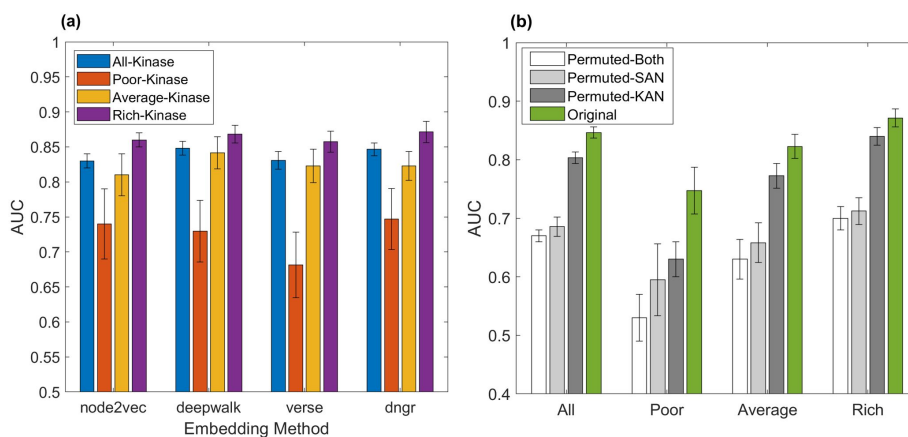 (a)
All-Kinase
Poor-Kinase
Average-Kinase
Rich-Kinase
1
0.95
0.9
0.85
0.8
0.75
0.7
0.65
0.6
0.55
0.5
AUC
node2vec deepwalk verse dngr
Embedding Method
(b)
Permuted-Both
Permuted-SAN
Permuted-KAN
Original
1
0.9
0.8
0.7
0.6
0.5
0.4
AUC
All Poor Average Rich